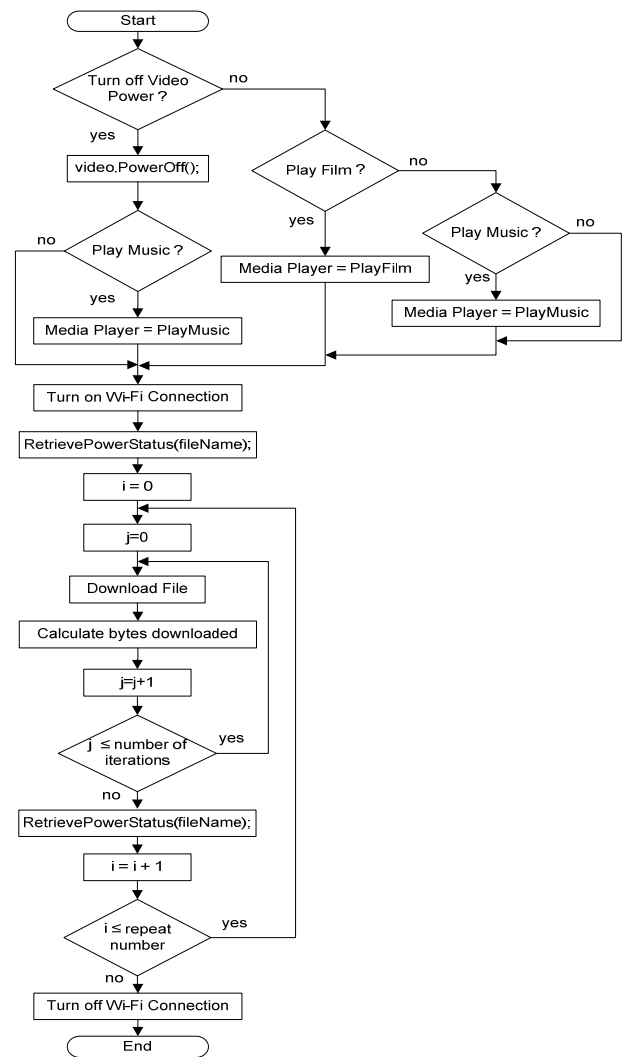 Start
Turn off Video
Power ?
no
yes
video.PowerOff();
Play Film ?
no
yes
Play Music ?
no
yes
Media Player = PlayFilm
Media Player = PlayMusic
Play Music ?
no
yes
Media Player = PlayMusic
Turn on Wi-Fi Connection
RetrievePowerStatus(fileName);
i = 0
j=0
Download File
Calculate bytes downloaded
j=j+1
j ≤ number of
iterations
yes
no
RetrievePowerStatus(fileName);
i = i + 1
i ≤ repeat
number
yes
no
Turn off Wi-Fi Connection
End